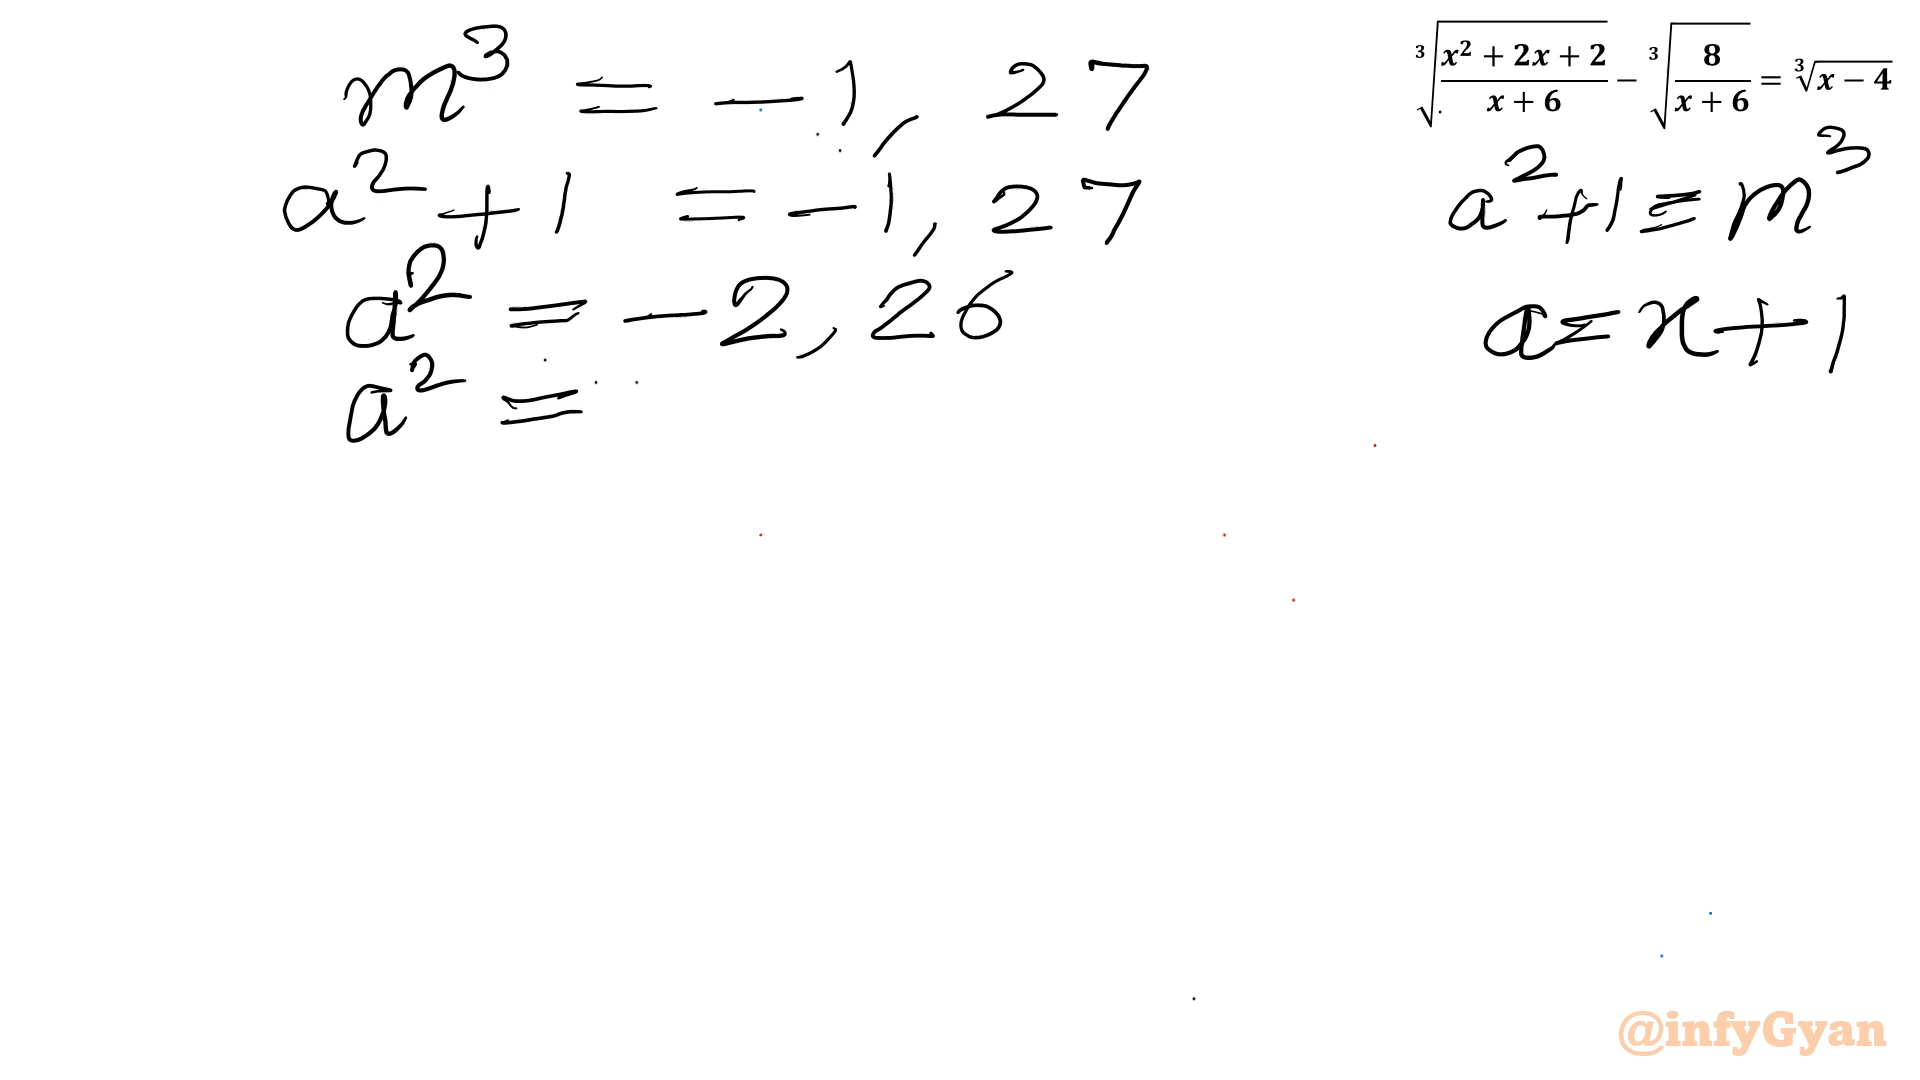 m³ = -1, 27
a² + 1 = -1, 27
a² = -2, 26
a² =
∛((x² + 2x + 2)/(x + 6)) − ∛(8/(x + 6)) = ∛(x − 4)
a² + 1 = m³
a = x + 1
@infyGyan